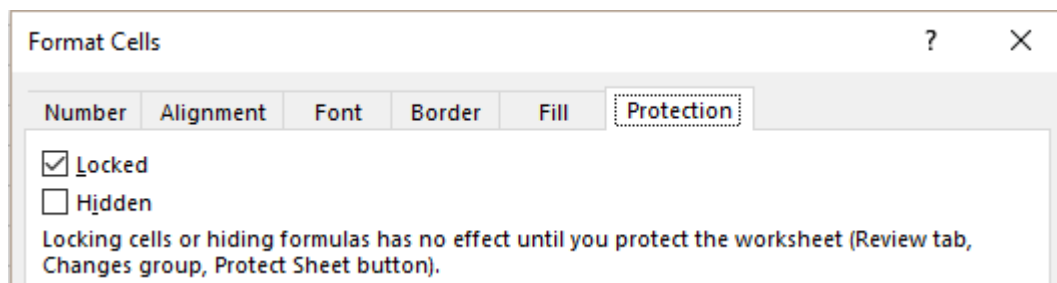 Format Cells ?
Number Alignment Font Border Fill Protection
Locked
Hidden
Locking cells or hiding formulas has no effect until you protect the worksheet (Review tab,
Changes group, Protect Sheet button).